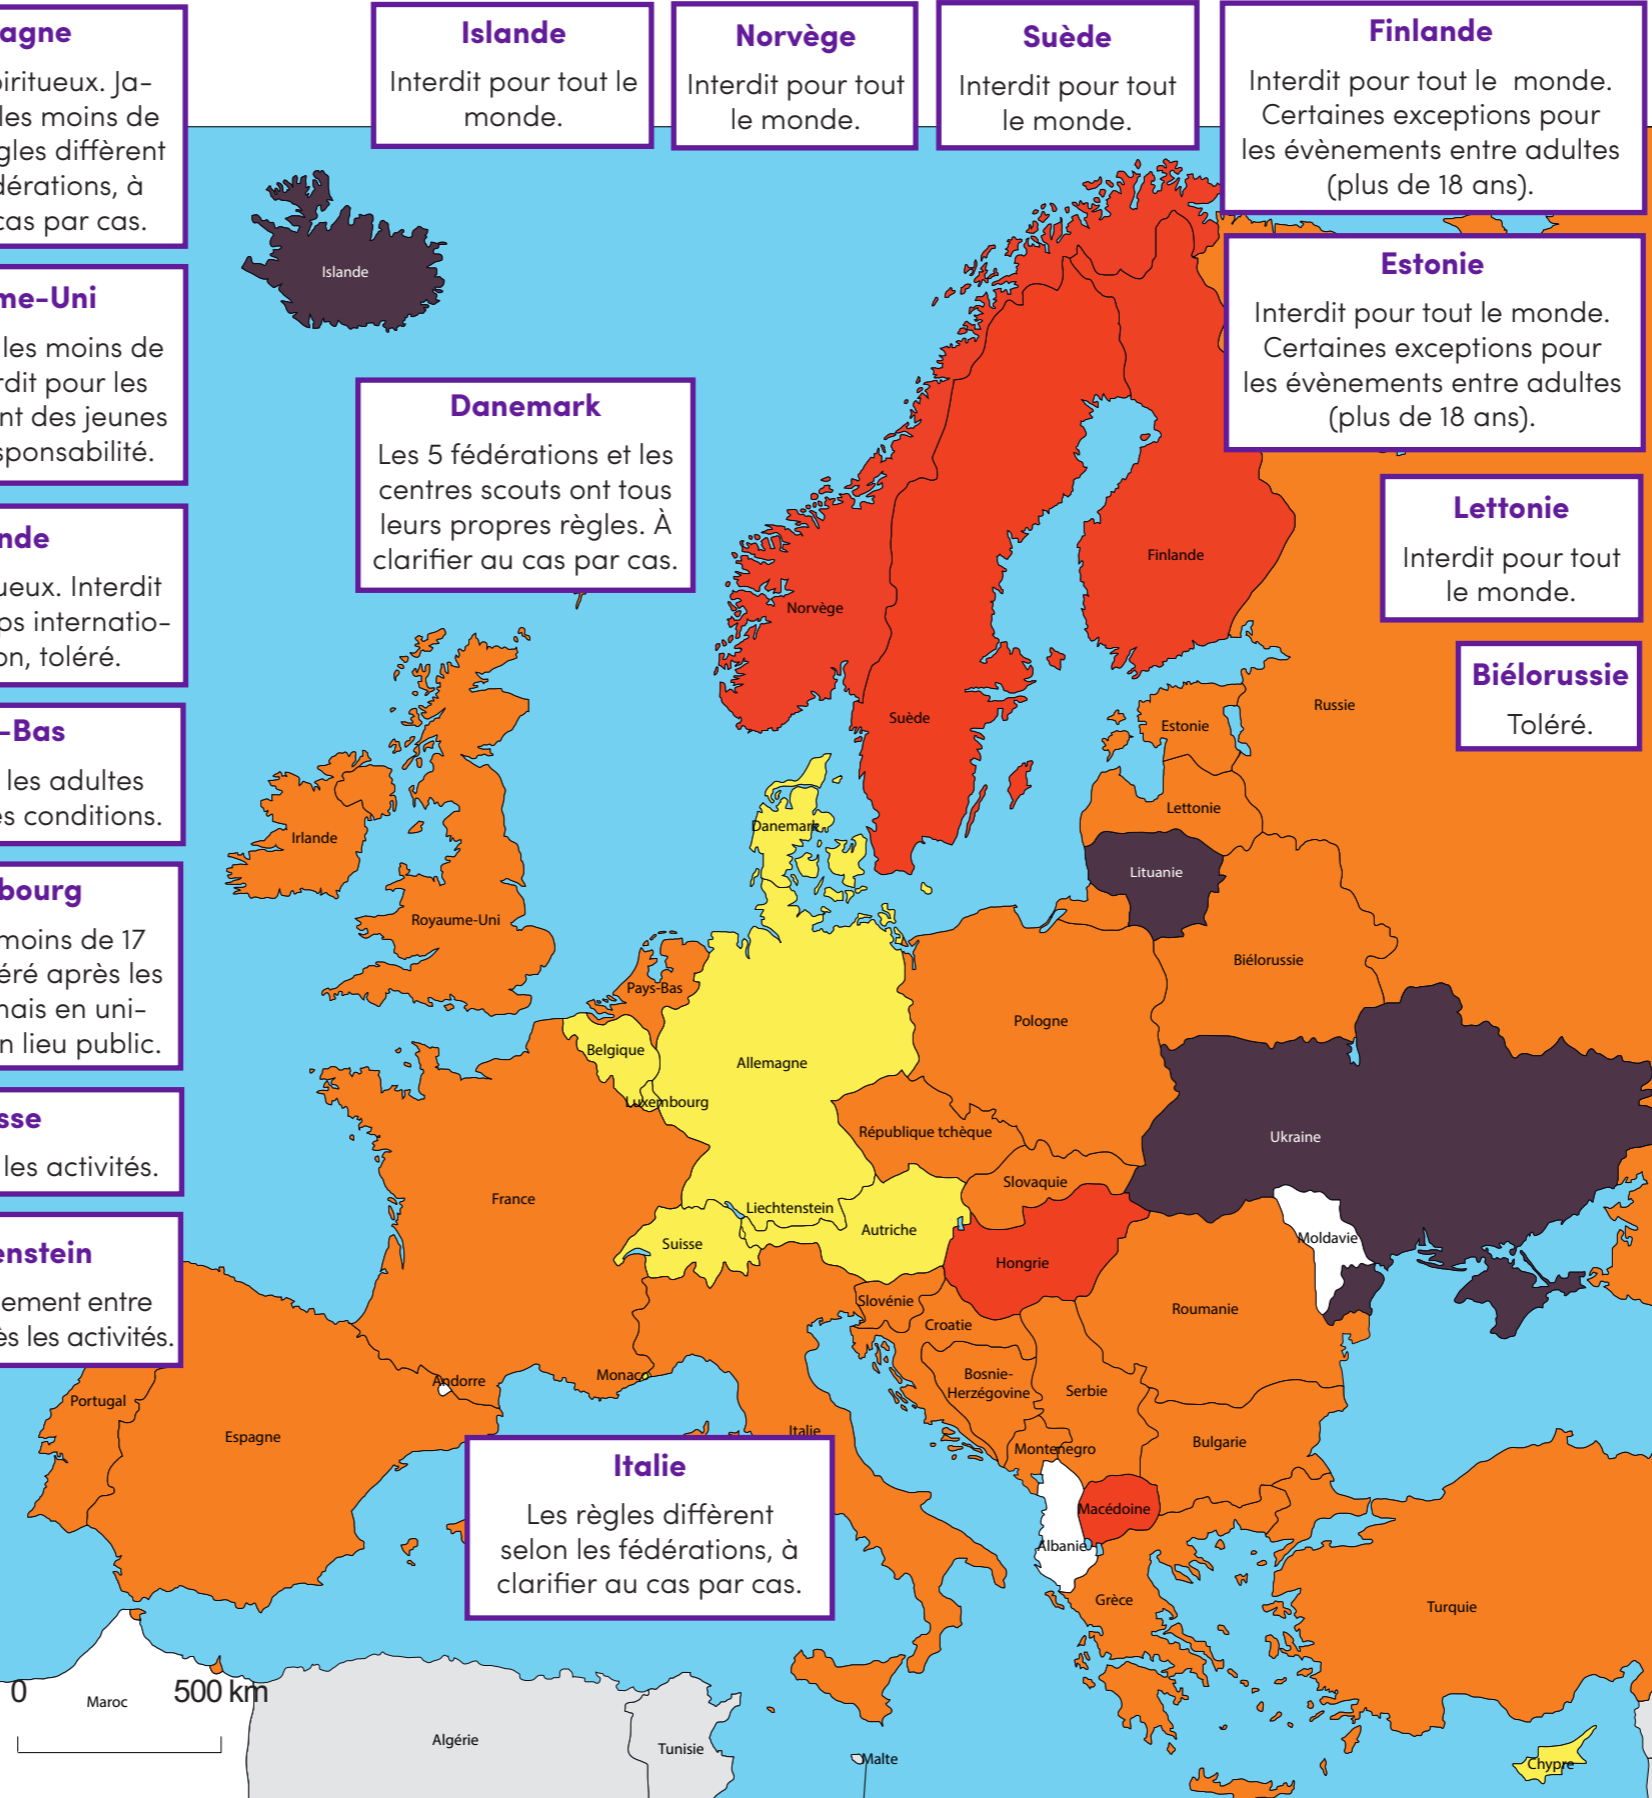 agne
iritueux. Ja-
les moins de
gles diffèrent
dérations, à
cas par cas.
me-Uni
les moins de
rdit pour les
nt des jeunes
sponsabilité.
nde
ueux. Interdit
ps internatio-
on, toléré.
-Bas
les adultes
es conditions.
bourg
moins de 17
éré après les
mais en uni-
n lieu public.
sse
les activités.
enstein
ement entre
ès les activités.
Islande
Interdit pour tout le
monde.
Norvège
Interdit pour tout
le monde.
Suède
Interdit pour tout
le monde.
Finlande
Interdit pour tout le monde.
Certaines exceptions pour
les évènements entre adultes
(plus de 18 ans).
Estonie
Interdit pour tout le monde.
Certaines exceptions pour
les évènements entre adultes
(plus de 18 ans).
Lettonie
Interdit pour tout
le monde.
Biélorussie
Toléré.
Danemark
Les 5 fédérations et les
centres scouts ont tous
leurs propres règles. À
clarifier au cas par cas.
Italie
Les règles diffèrent
selon les fédérations, à
clarifier au cas par cas.
Islande
Norvège
Finlande
Suède
Russie
Estonie
Lettonie
Lituanie
Danemark
Irlande
Royaume-Uni
Pays-Bas
Biélorussie
Pologne
Belgique
Allemagne
Luxembourg
République tchèque
Ukraine
Slovaquie
France
Liechtenstein
Autriche
Suisse
Hongrie
Moldavie
Slovénie
Croatie
Roumanie
Monaco
Andorre
Bosnie-
Herzégovine
Serbie
Portugal
Espagne
Italie
Montenegro
Bulgarie
Macédoine
Albanie
Grèce
Turquie
0 500 km
Maroc
Algérie
Tunisie
Malte
Chypre